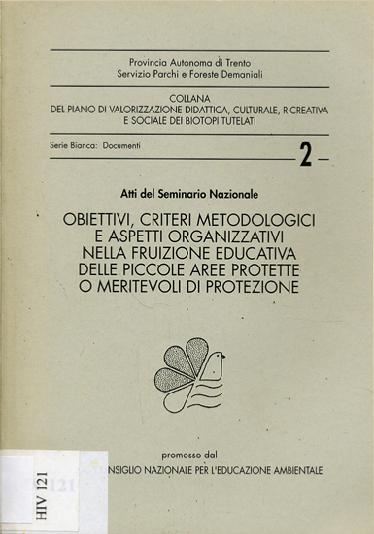 Provincia Autonoma di Trento
Servizio Parchi e Foreste Demaniali
COLLANA
DEL PIANO DI VALORIZZAZIONE DIDATTICA, CULTURALE, RICREATIVA
E SOCIALE DEI BIOTOPI TUTELATI
Serie Bianca: Documenti
2
Atti del Seminario Nazionale
OBIETTIVI, CRITERI METODOLOGICI
E ASPETTI ORGANIZZATIVI
NELLA FRUIZIONE EDUCATIVA
DELLE PICCOLE AREE PROTETTE
O MERITEVOLI DI PROTEZIONE
promosso dal
NSIGLIO NAZIONALE PER L'EDUCAZIONE AMBIENTALE
HIV 121
121